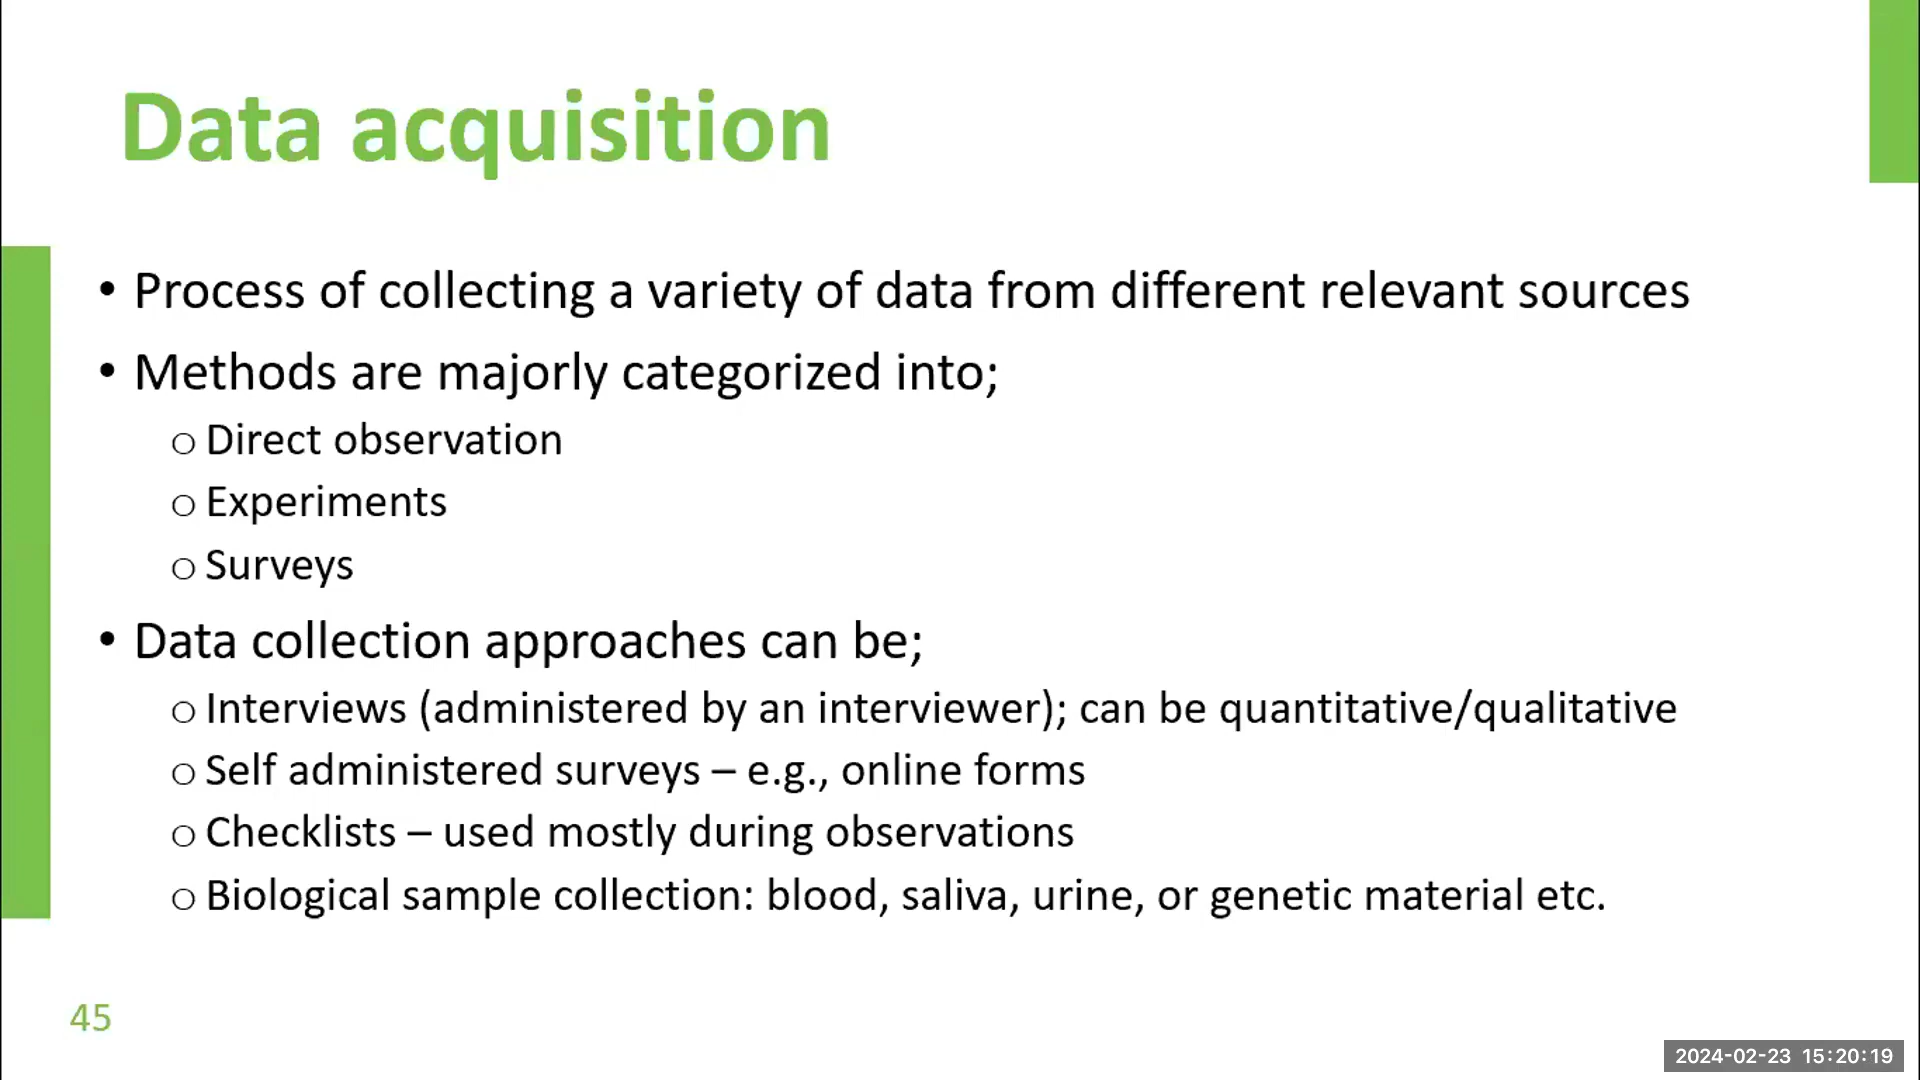 Data acquisition
• Process of collecting a variety of data from different relevant sources
• Methods are majorly categorized into;
o Direct observation
o Experiments
o Surveys
• Data collection approaches can be;
o Interviews (administered by an interviewer); can be quantitative/qualitative
o Self administered surveys – e.g., online forms
o Checklists – used mostly during observations
o Biological sample collection: blood, saliva, urine, or genetic material etc.
45
2024-02-23 15:20:19